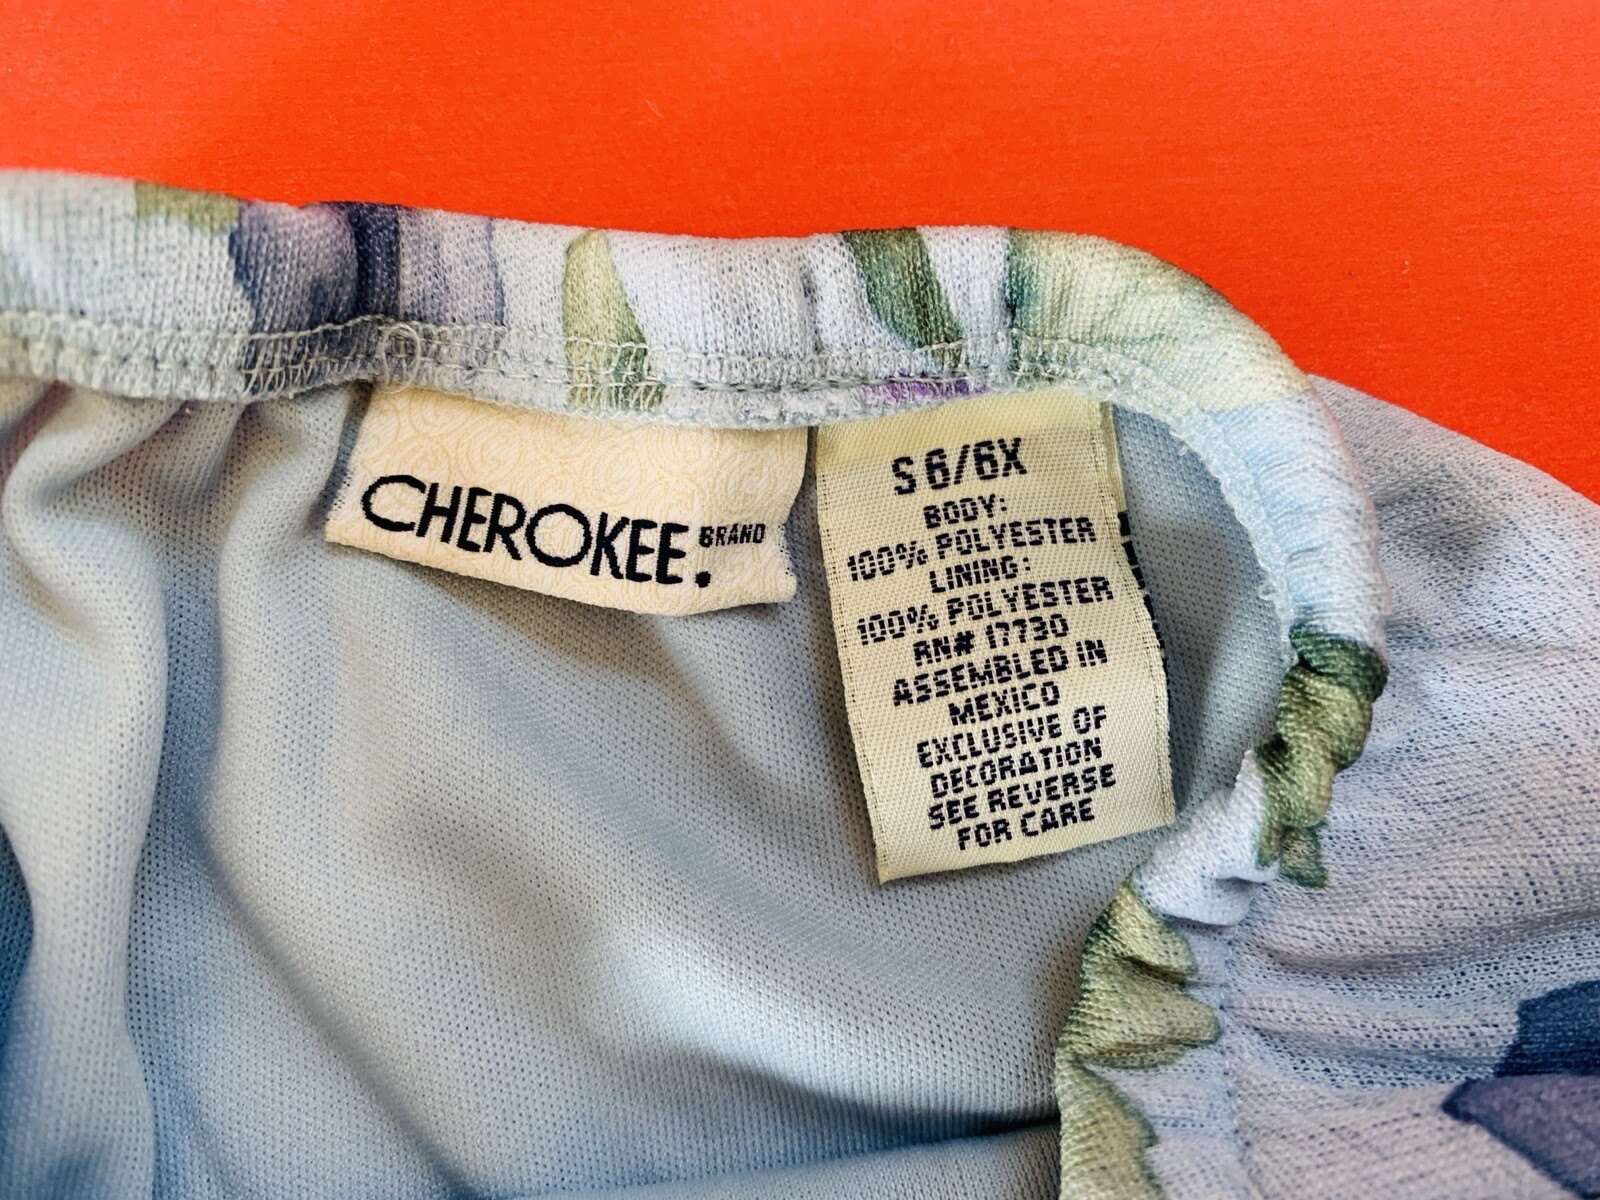 CHEROKEE. BRAND
S 6/6X
BODY:
100% POLYESTER
LINING:
100% POLYESTER
RN# 17730
ASSEMBLED IN
MEXICO
EXCLUSIVE OF
DECORATION
SEE REVERSE
FOR CARE